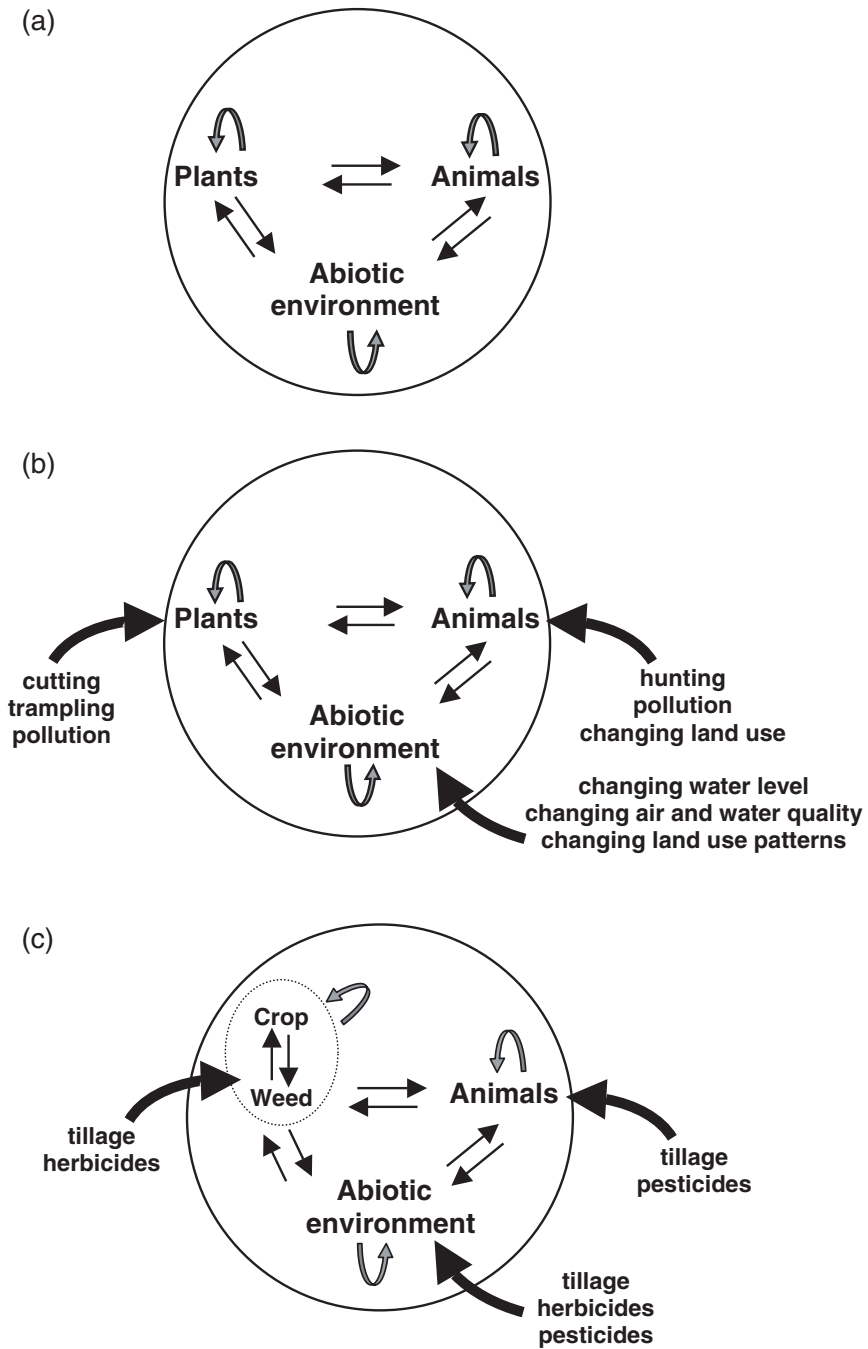 (a)
Plants
Animals
Abiotic
environment
(b)
Plants
Animals
cutting
trampling
pollution
hunting
pollution
changing land use
Abiotic
environment
changing water level
changing air and water quality
changing land use patterns
(c)
Crop
Weed
Animals
tillage
herbicides
tillage
pesticides
Abiotic
environment
tillage
herbicides
pesticides